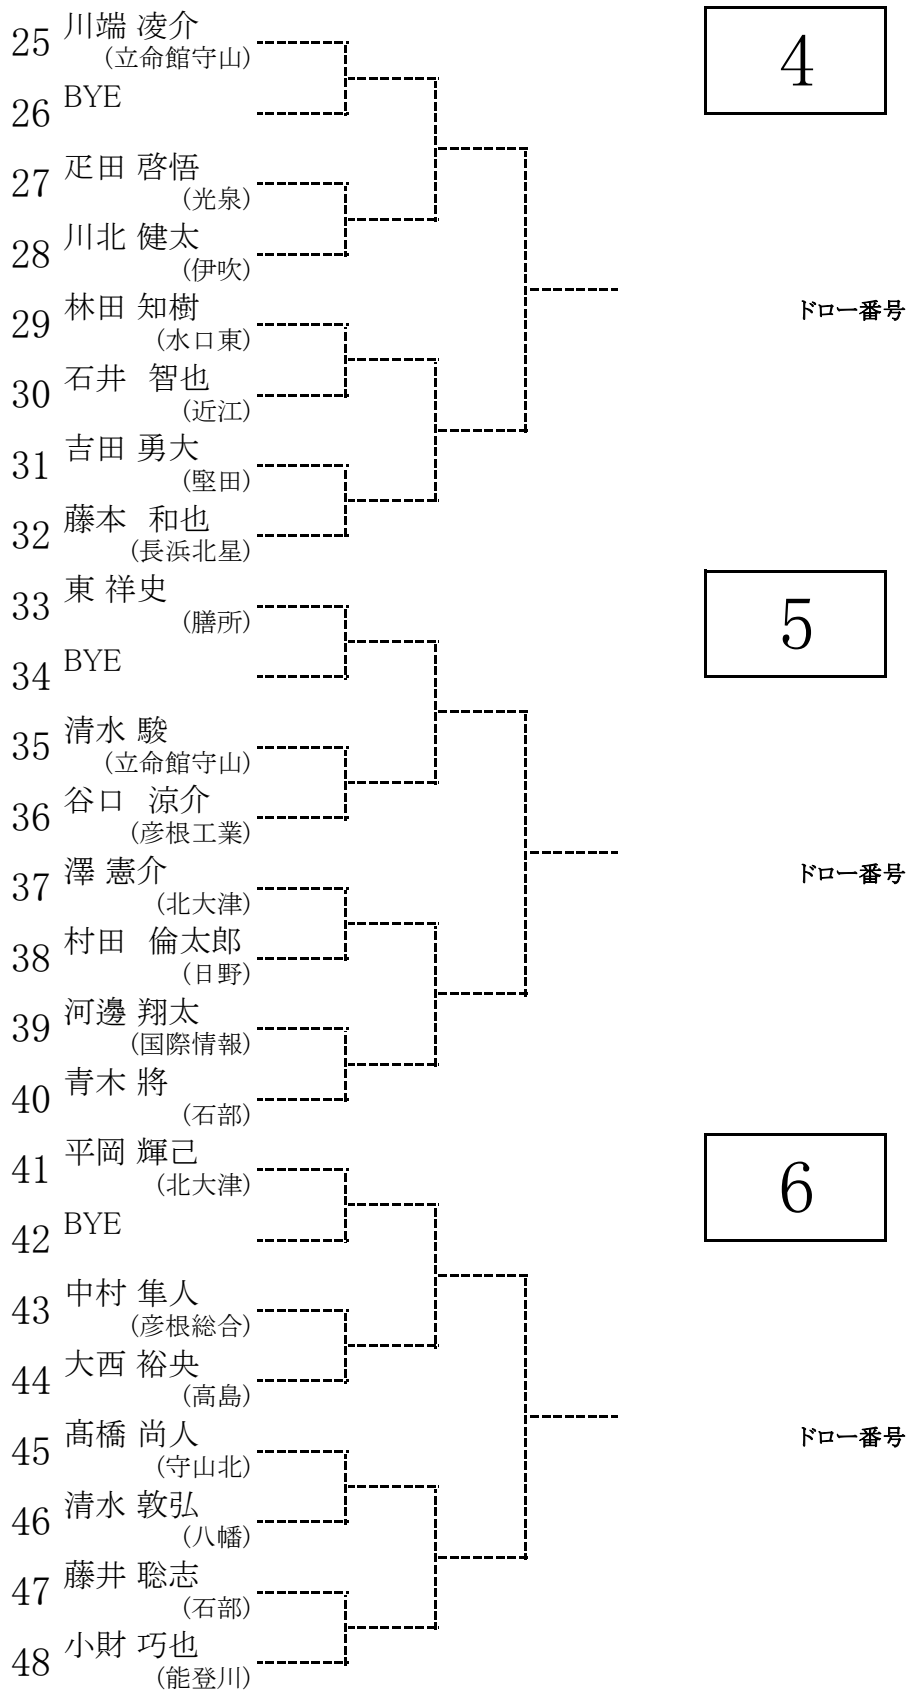 25 川端 凌介
(立命館守山)
4
26 BYE
27 疋田 啓悟
(光泉)
28 川北 健太
(伊吹)
29 林田 知樹
(水口東)
ドロー番号
30 石井 智也
(近江)
31 吉田 勇大
(堅田)
32 藤本 和也
(長浜北星)
33 東 祥史
(膳所)
5
34 BYE
35 清水 駿
(立命館守山)
36 谷口 涼介
(彦根工業)
37 澤 憲介
(北大津)
ドロー番号
38 村田 倫太郎
(日野)
39 河邊 翔太
(国際情報)
40 青木 將
(石部)
41 平岡 輝己
(北大津)
6
42 BYE
43 中村 隼人
(彦根総合)
44 大西 裕央
(高島)
45 髙橋 尚人
(守山北)
ドロー番号
46 清水 敦弘
(八幡)
47 藤井 聡志
(石部)
48 小財 巧也
(能登川)